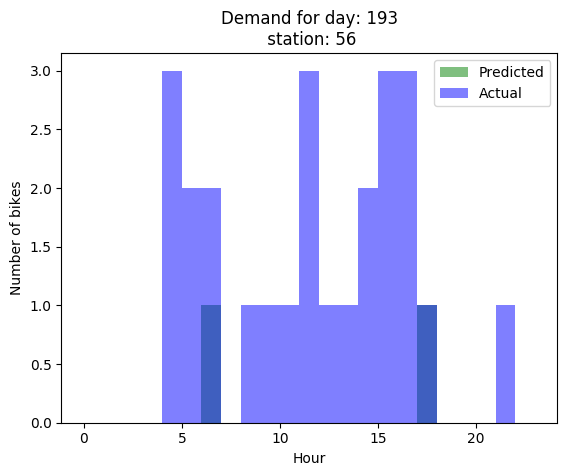 Demand for day: 193
station: 56
Predicted
Actual
Number of bikes
3.0
2.5
2.0
1.5
1.0
0.5
0.0
0
5
10
15
20
Hour